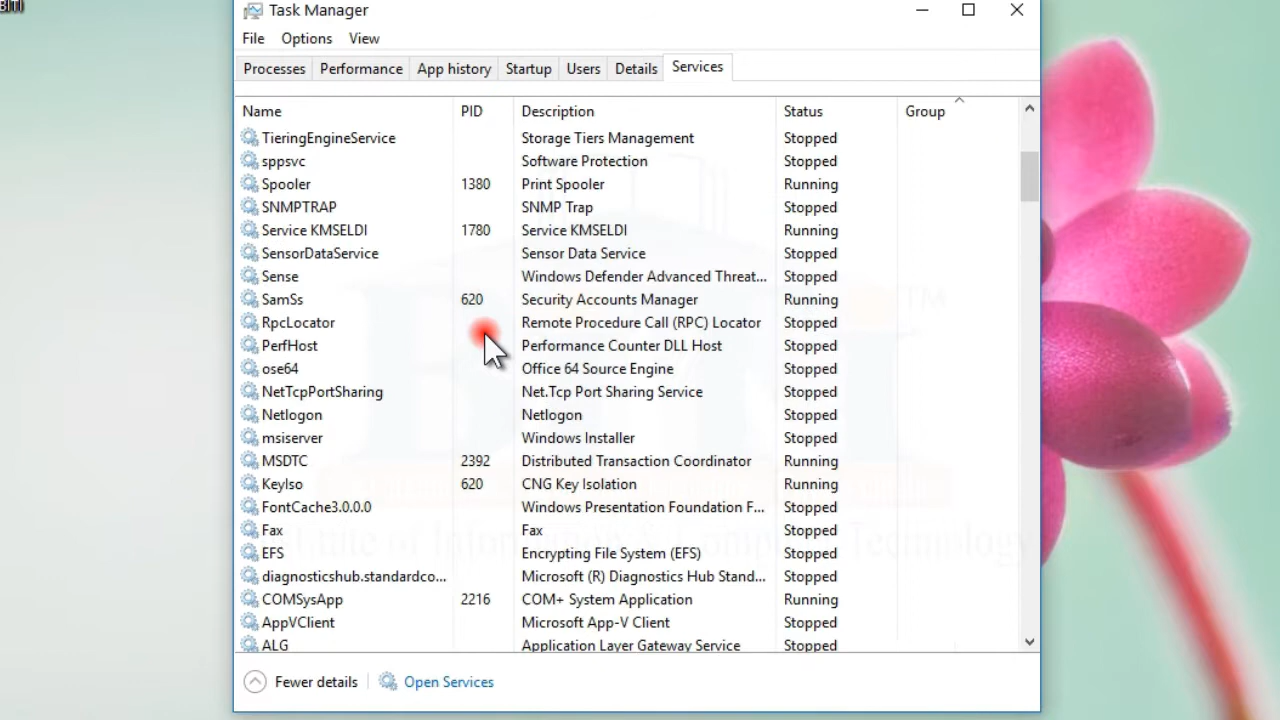 BITI
Task Manager
File Options View
Processes Performance App history Startup Users Details Services
Name PID Description Status Group
TieringEngineService Storage Tiers Management Stopped
sppsvc Software Protection Stopped
Spooler 1380 Print Spooler Running
SNMPTRAP SNMP Trap Stopped
Service KMSELDI 1780 Service KMSELDI Running
SensorDataService Sensor Data Service Stopped
Sense Windows Defender Advanced Threat... Stopped
SamSs 620 Security Accounts Manager Running
RpcLocator Remote Procedure Call (RPC) Locator Stopped
PerfHost Performance Counter DLL Host Stopped
ose64 Office 64 Source Engine Stopped
NetTcpPortSharing Net.Tcp Port Sharing Service Stopped
Netlogon Netlogon Stopped
msiserver Windows Installer Stopped
MSDTC 2392 Distributed Transaction Coordinator Running
KeyIso 620 CNG Key Isolation Running
FontCache3.0.0.0 Windows Presentation Foundation F... Stopped
Fax Fax Stopped
EFS Encrypting File System (EFS) Stopped
diagnosticshub.standardco... Microsoft (R) Diagnostics Hub Stand... Stopped
COMSysApp 2216 COM+ System Application Running
AppVClient Microsoft App-V Client Stopped
ALG Application Layer Gateway Service Stopped
Fewer details Open Services